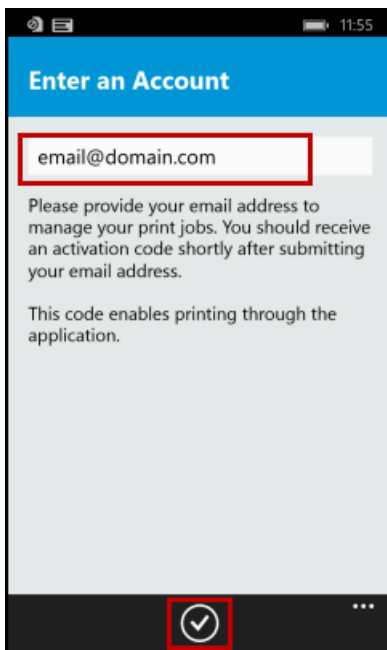 11:55
Enter an Account
email@domain.com
Please provide your email address to
manage your print jobs. You should receive
an activation code shortly after submitting
your email address.
This code enables printing through the
application.